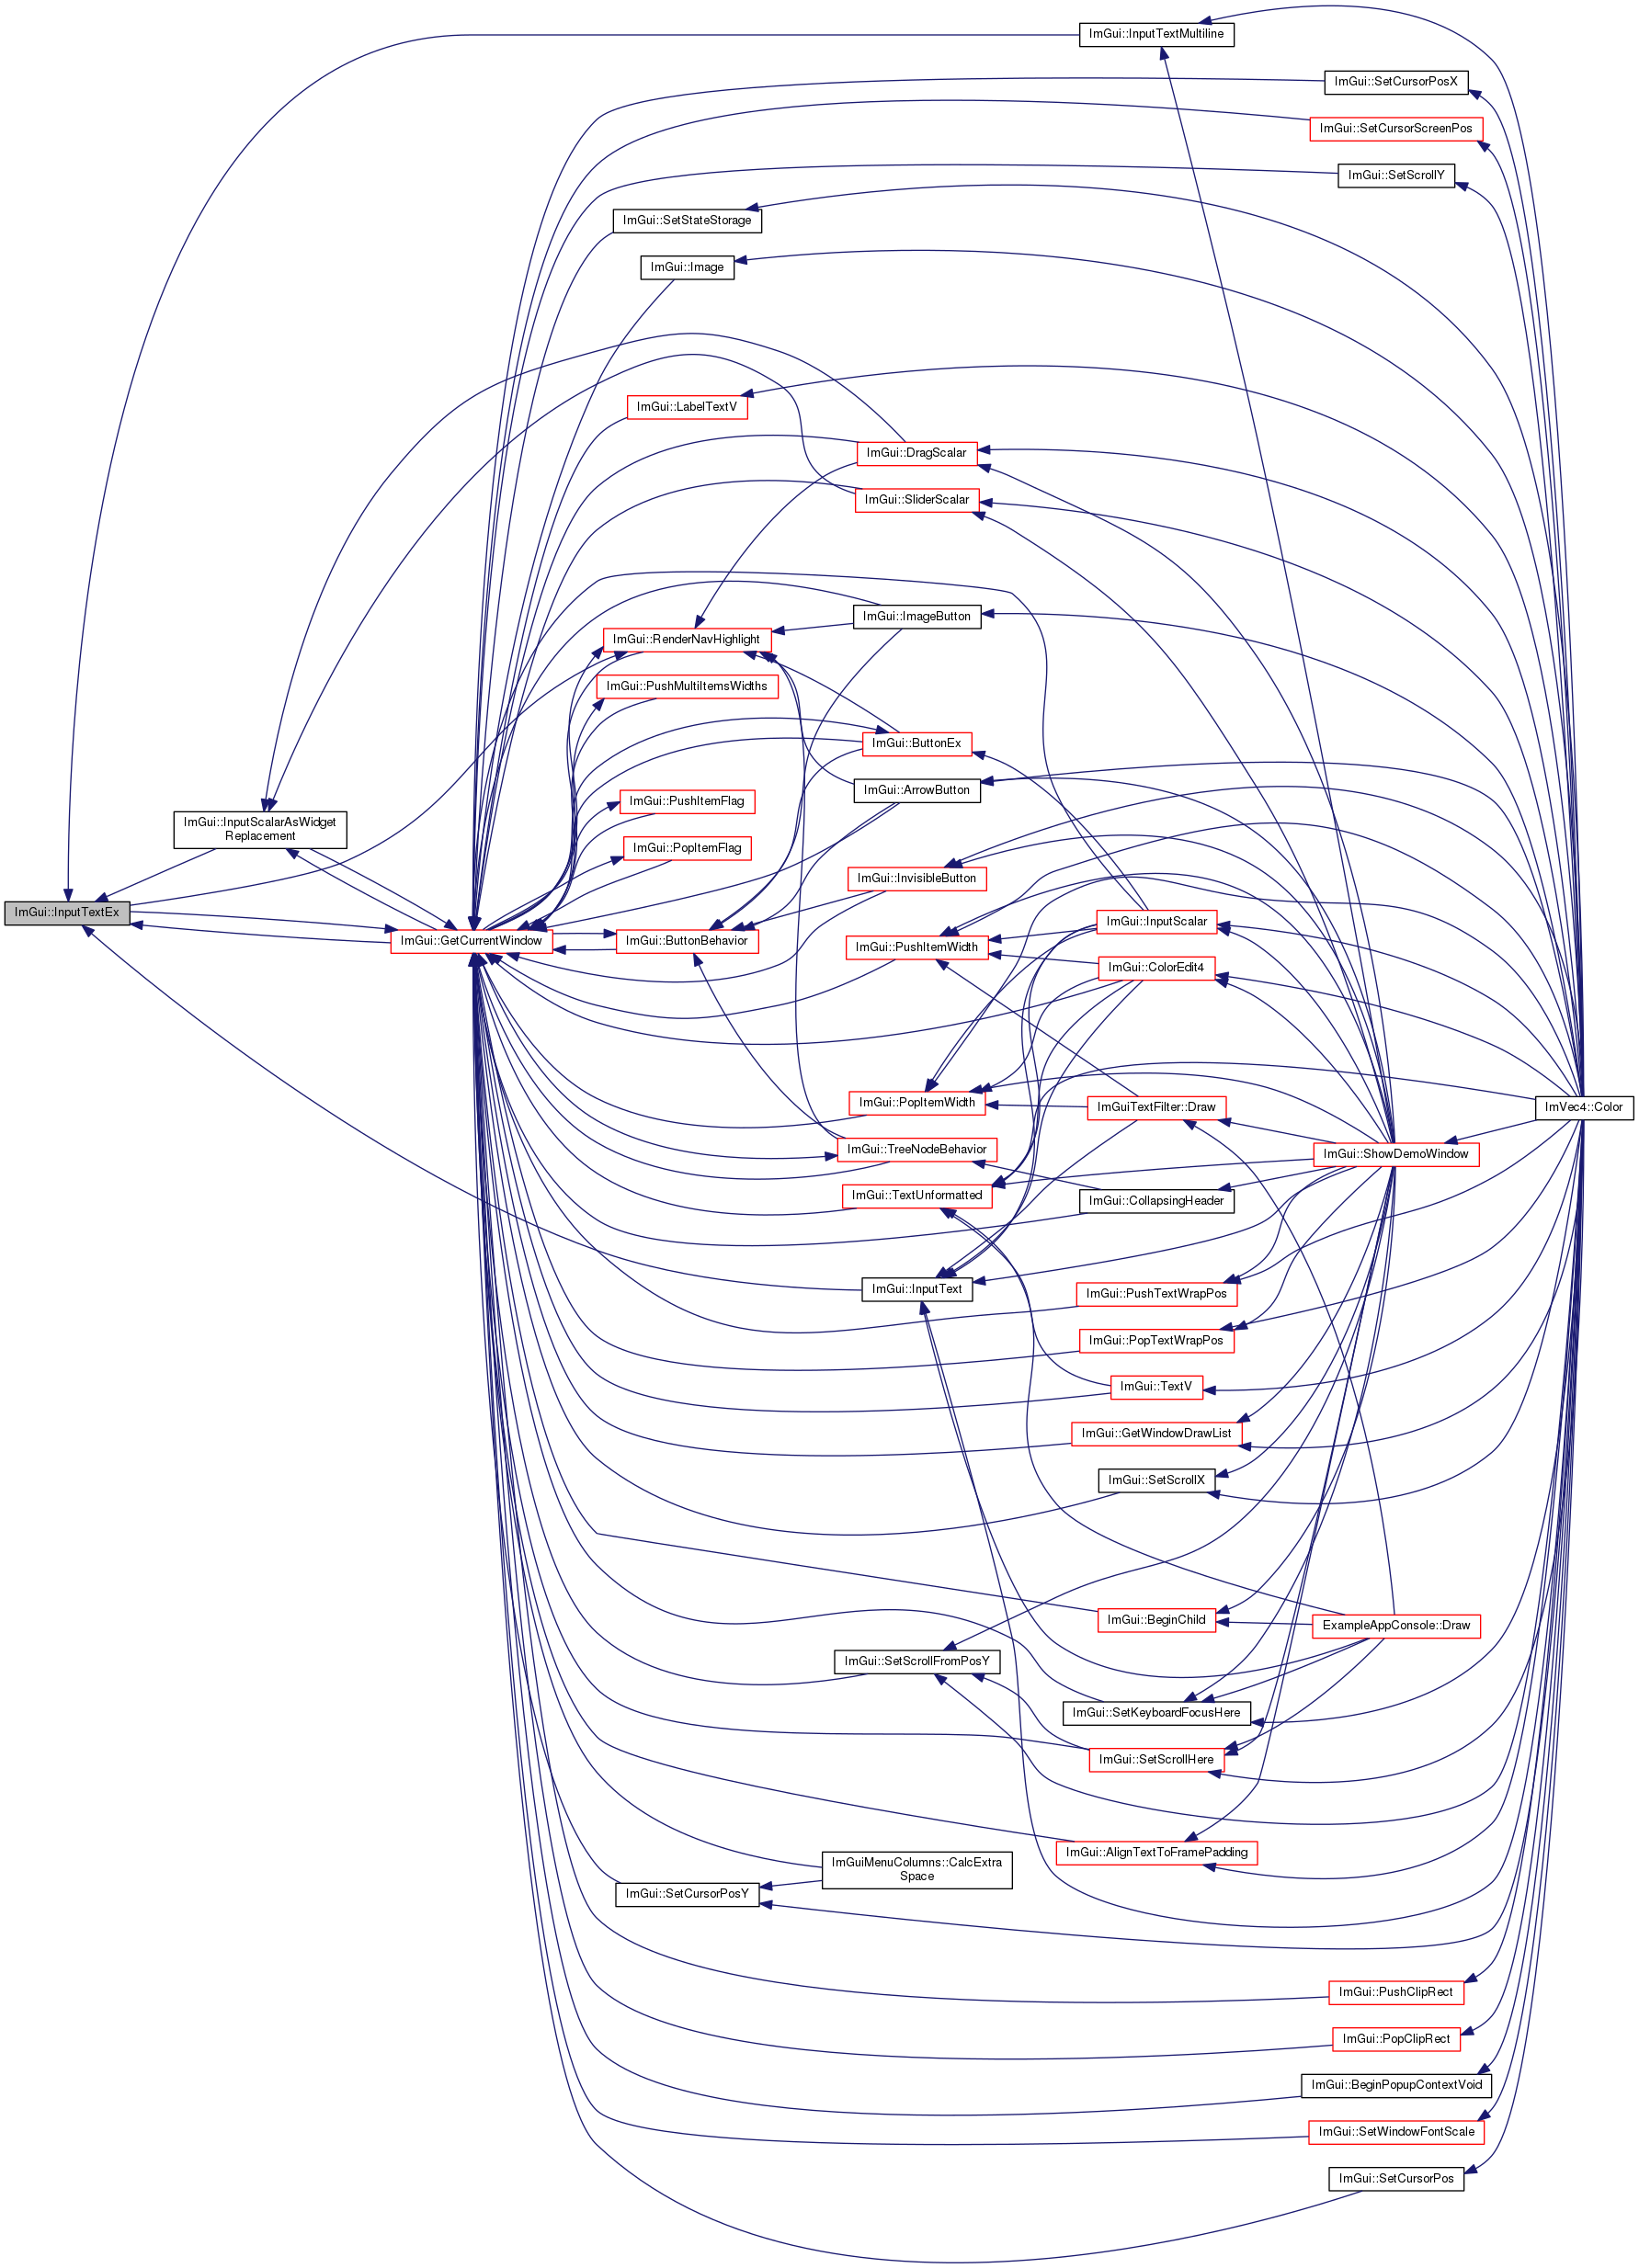 ImGui::InputTextMultiline
ImGui::SetCursorPosX
ImGui::SetCursorScreenPos
ImGui::SetScrollY
ImGui::SetStateStorage
ImGui::Image
ImGui::LabelTextV
ImGui::DragScalar
ImGui::SliderScalar
ImGui::ImageButton
ImGui::RenderNavHighlight
ImGui::PushMultiItemsWidths
ImGui::ButtonEx
ImGui::ArrowButton
ImGui::PushItemFlag
ImGui::InputScalarAsWidget
Replacement
ImGui::PopItemFlag
ImGui::InvisibleButton
ImGui::InputTextEx
ImGui::InputScalar
ImGui::GetCurrentWindow
ImGui::ButtonBehavior
ImGui::PushItemWidth
ImGui::ColorEdit4
ImGui::PopItemWidth
ImGuiTextFilter::Draw
ImVec4::Color
ImGui::TreeNodeBehavior
ImGui::ShowDemoWindow
ImGui::TextUnformatted
ImGui::CollapsingHeader
ImGui::InputText
ImGui::PushTextWrapPos
ImGui::PopTextWrapPos
ImGui::TextV
ImGui::GetWindowDrawList
ImGui::SetScrollX
ImGui::BeginChild
ExampleAppConsole::Draw
ImGui::SetScrollFromPosY
ImGui::SetKeyboardFocusHere
ImGui::SetScrollHere
ImGui::AlignTextToFramePadding
ImGuiMenuColumns::CalcExtra
Space
ImGui::SetCursorPosY
ImGui::PushClipRect
ImGui::PopClipRect
ImGui::BeginPopupContextVoid
ImGui::SetWindowFontScale
ImGui::SetCursorPos